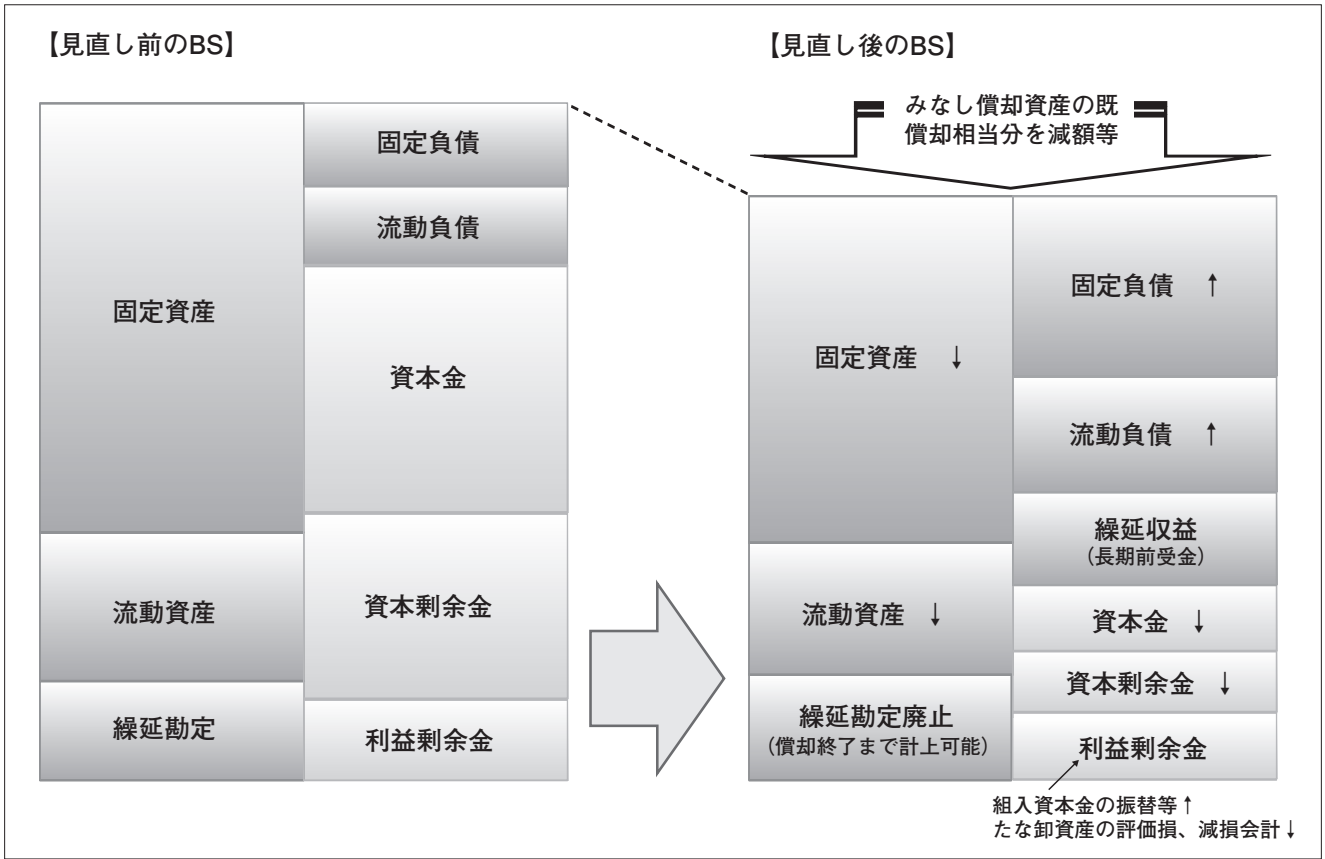 【見直し前のBS】
固定資産
流動資産
繰延勘定
固定負債
流動負債
資本金
資本剰余金
利益剰余金
【見直し後のBS】
みなし償却資産の既
償却相当分を減額等
固定資産 ↓
流動資産 ↓
繰延勘定廃止
(償却終了まで計上可能)
固定負債 ↑
流動負債 ↑
繰延収益
(長期前受金)
資本金 ↓
資本剰余金 ↓
利益剰余金
組入資本金の振替等↑
たな卸資産の評価損、減損会計↓